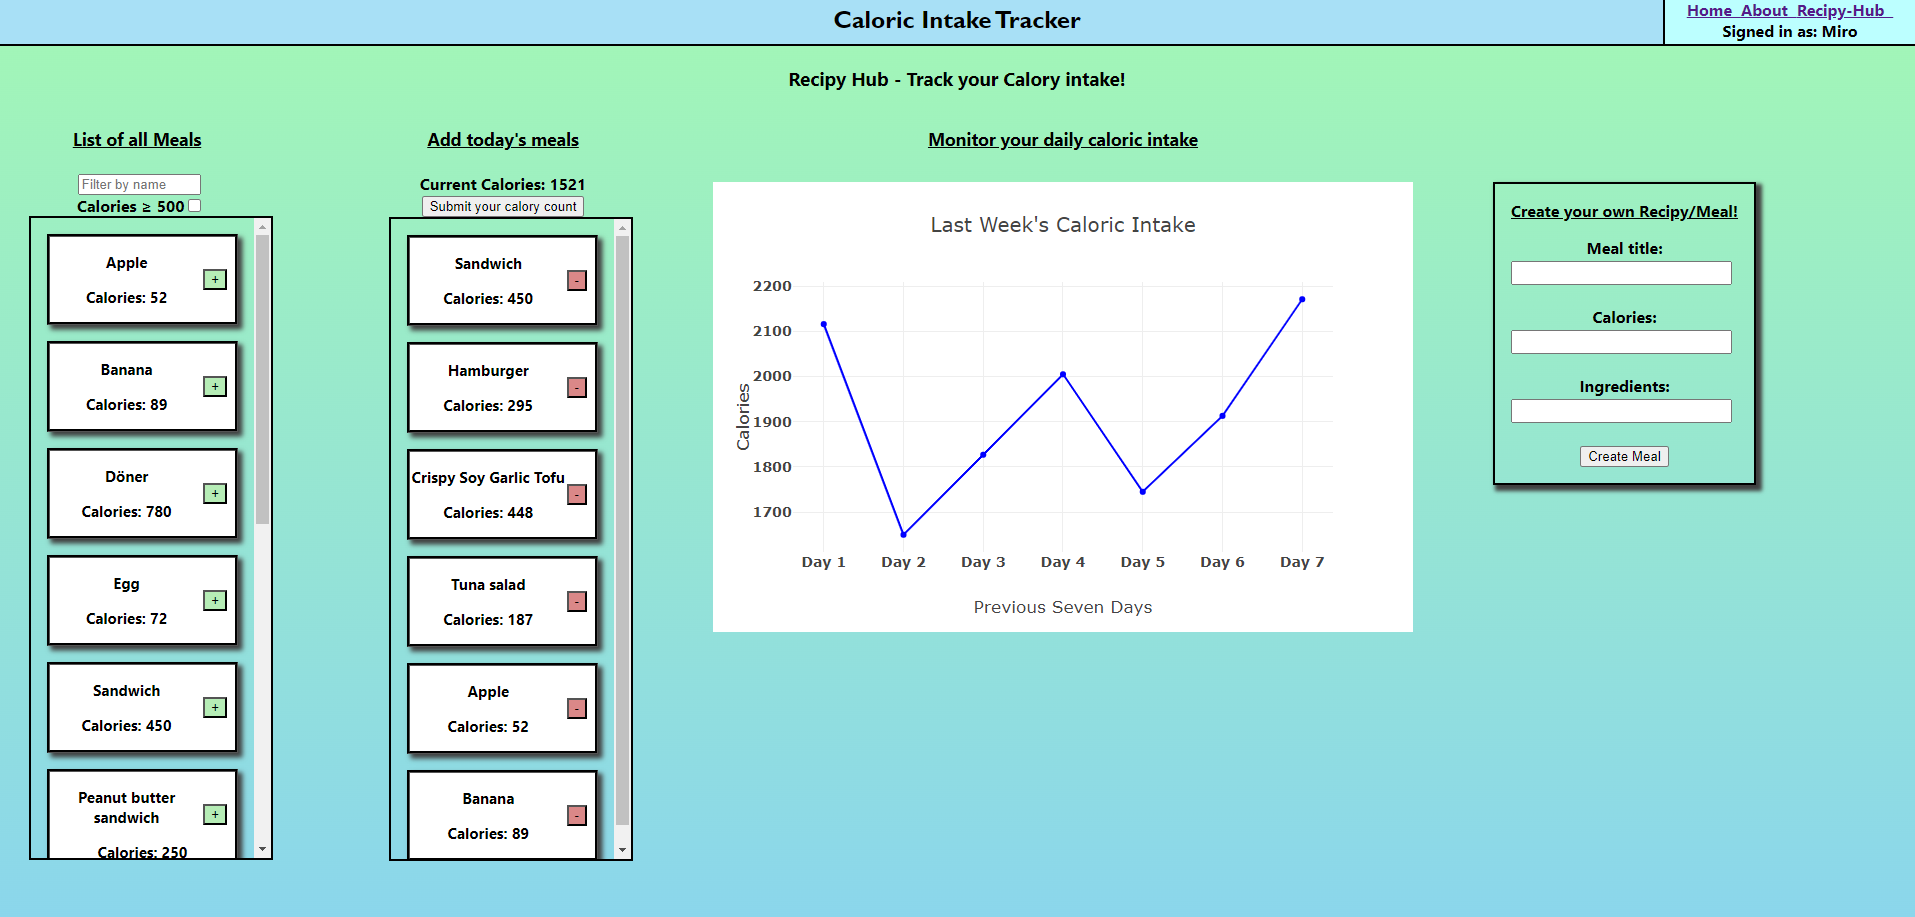 Caloric Intake Tracker
Home About Recipy-Hub
Signed in as: Miro
Recipy Hub - Track your Calory intake!
List of all Meals
Filter by name
Calories ≥ 500
Apple
+
Calories: 52
Banana
+
Calories: 89
Döner
+
Calories: 780
Egg
+
Calories: 72
Sandwich
+
Calories: 450
Peanut butter
sandwich
+
Calories: 250
Add today's meals
Current Calories: 1521
Submit your calory count
Sandwich
-
Calories: 450
Hamburger
-
Calories: 295
Crispy Soy Garlic Tofu
-
Calories: 448
Tuna salad
-
Calories: 187
Apple
-
Calories: 52
Banana
-
Calories: 89
Monitor your daily caloric intake
Last Week's Caloric Intake
Calories
2200
2100
2000
1900
1800
1700
Day 1 Day 2 Day 3 Day 4 Day 5 Day 6 Day 7
Previous Seven Days
Create your own Recipy/Meal!
Meal title:
Calories:
Ingredients:
Create Meal